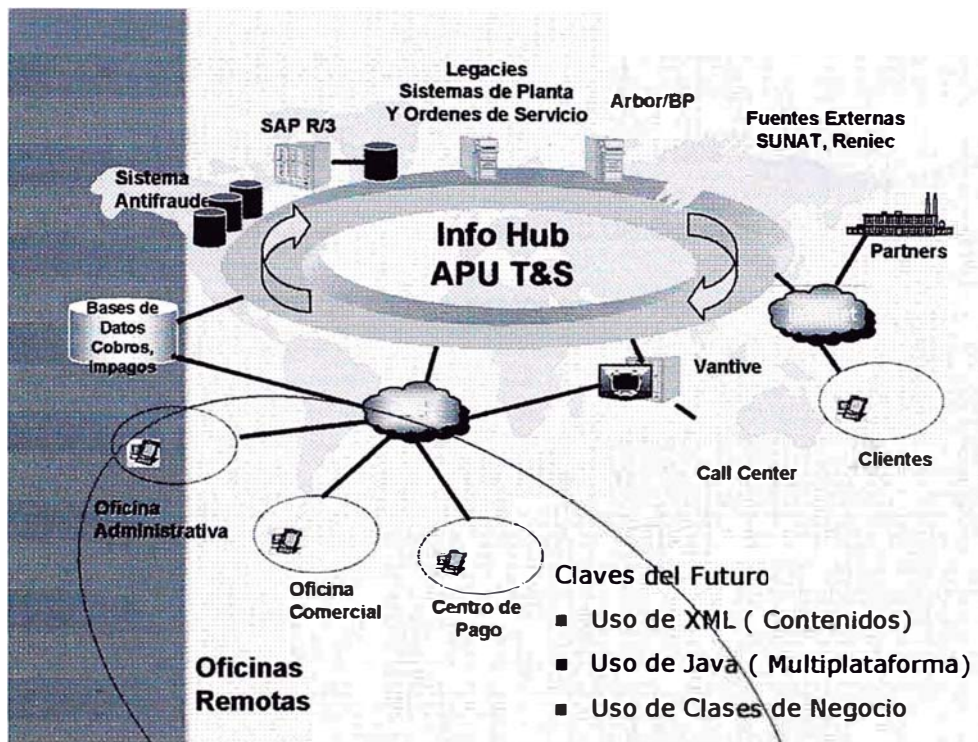 Legacies
Sistemas de Planta
Y Ordenes de Servicio
Arbor/BP
SAP R/3
Fuentes Externas
SUNAT, Reniec
Sistema
Antifraude
Info Hub
APU T&S
Partners
Bases de
Datos
Cobros,
Impagos
Vantive
Call Center
Clientes
Oficina
Administrativa
Oficina
Comercial
Centro de
Pago
Oficinas
Remotas
Claves del Futuro
▪ Uso de XML ( Contenidos)
▪ Uso de Java ( Multiplataforma)
▪ Uso de Clases de Negocio